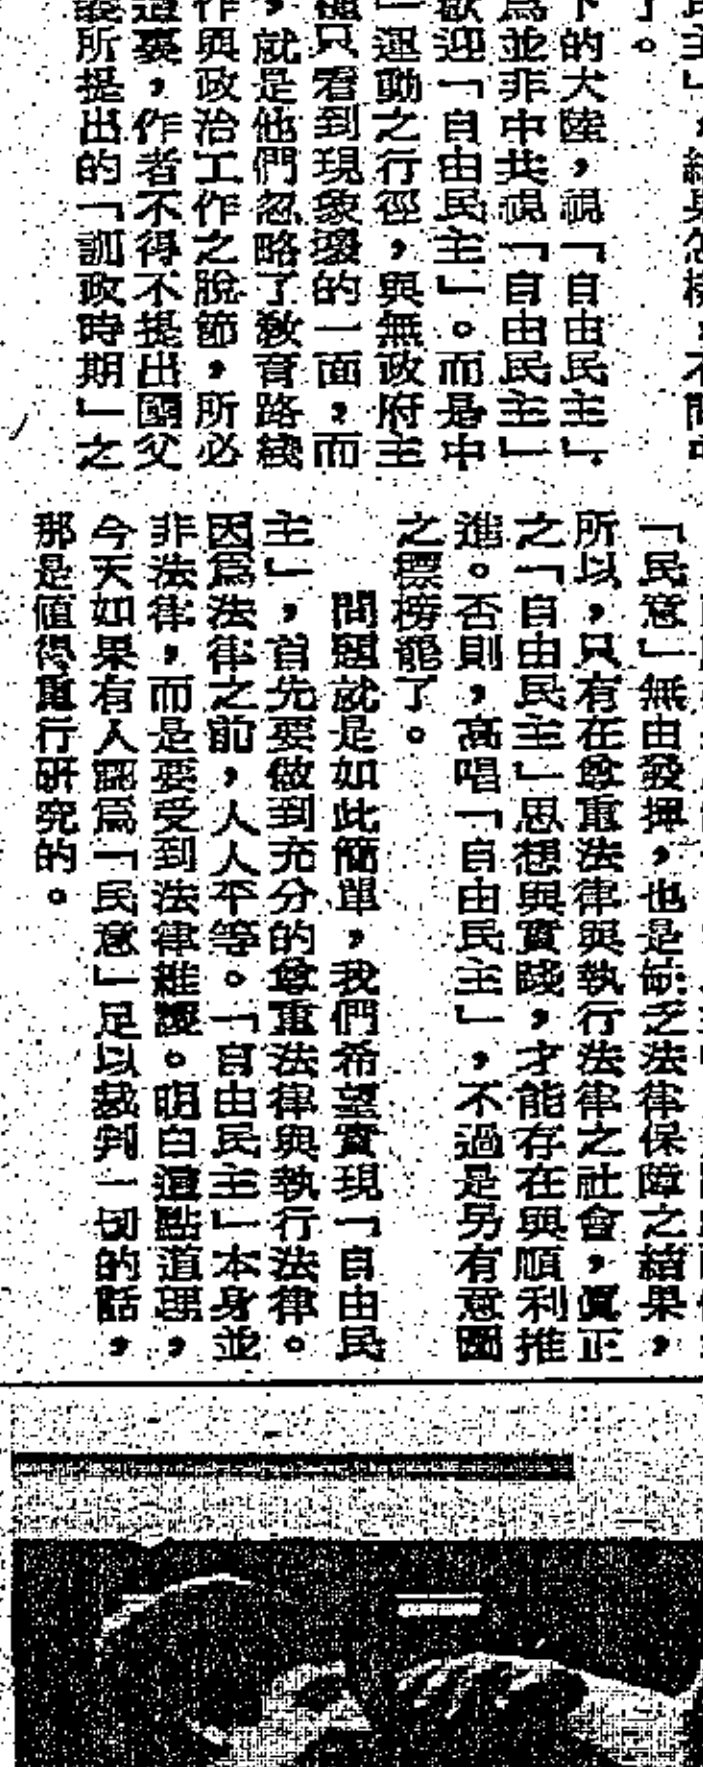 民主」，結果怎樣，不問中
了。
下的大陸，視「自由民主」
為並非中共視「自由民主」
歡迎「自由民主」。而是中
」運動之行徑，與無政府主
只看到現象壞的一面，而
，就是他們忽略了教育路線
作與政治工作之脫節，所必
這裏，作者不得不提出國父
所提出的「訓政時期」之
「民意」無由發揮，也是缺乏法律保障之結果，
所以，只有在尊重法律與執行法律之社會，真正
之「自由民主」思想與實踐，才能存在與順利推
進。否則，高唱「自由民主」，不過是另有意圖
之標榜罷了。
問題就是如此簡單，我們希望實現「自由民
主」，首先要做到充分的尊重法律與執行法律。
因為法律之前，人人平等。「自由民主」本身並
非法律，而是要受到法律維護。明白這點道理，
今天如果有人認為「民意」足以裁判一切的話，
那是值得重行研究的。